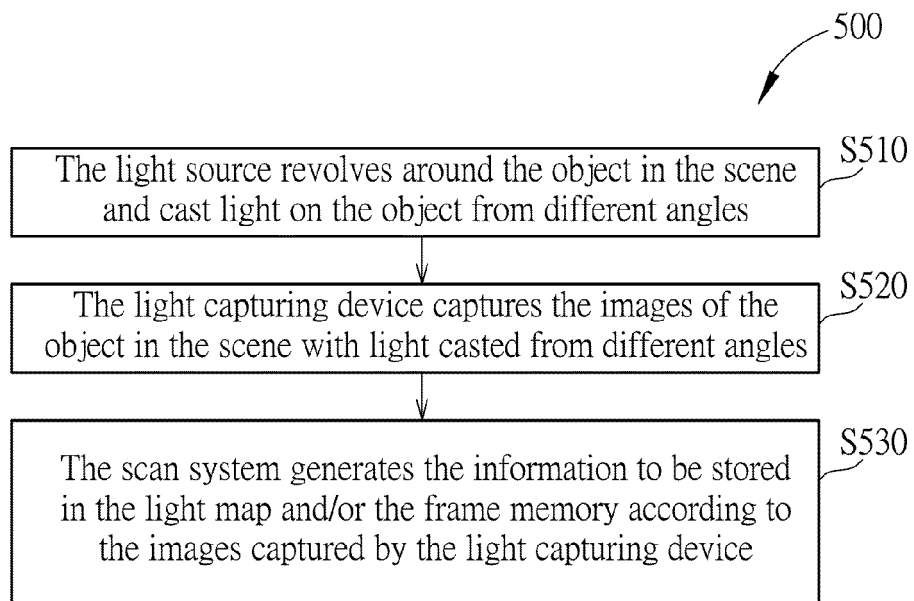 500
S510
The light source revolves around the object in the scene
and cast light on the object from different angles
S520
The light capturing device captures the images of the
object in the scene with light casted from different angles
S530
The scan system generates the information to be stored
in the light map and/or the frame memory according to
the images captured by the light capturing device